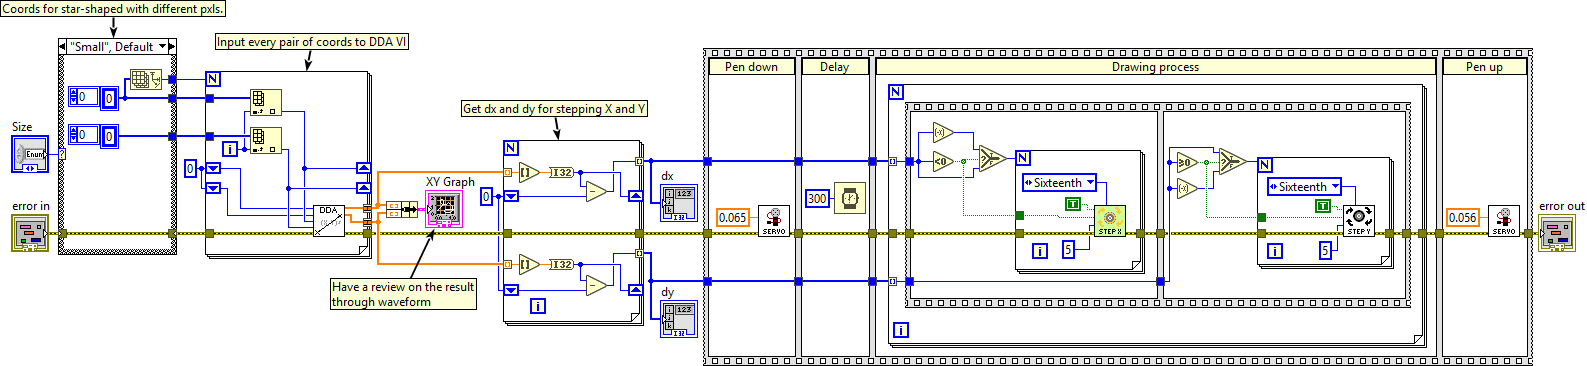 Coords for star-shaped with different pxls.
"Small", Default
Input every pair of coords to DDA VI
N
0
0
0
0
Size
Enum
?
i
0
0
error in
DDA
XY Graph
Have a review on the result
through waveform
Get dx and dy for stepping X and Y
N
[ ]
I32
-
0
dx
123
I32
[ ]
I32
-
i
dy
123
I32
Pen down
0.065
SERVO
Delay
300
Drawing process
N
(-x)
<0
?
N
Sixteenth
T
STEP X
i
5
≥0
(-x)
?
N
Sixteenth
T
STEP Y
i
5
i
Pen up
0.056
SERVO
error out